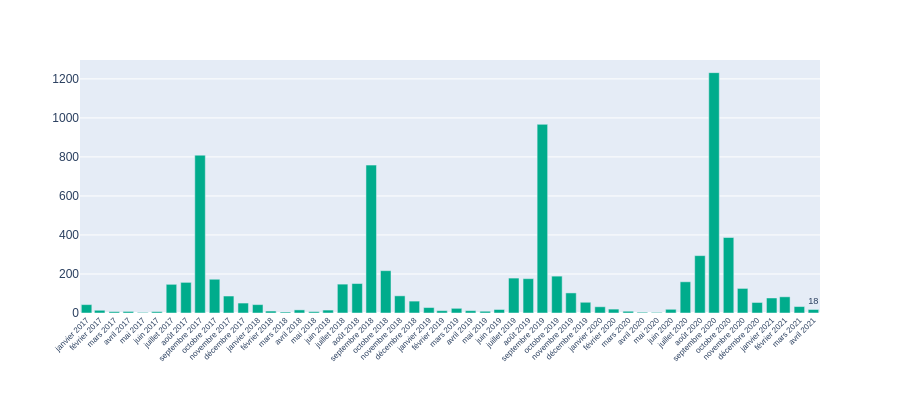 1200
1000
800
600
400
200
0
18
janvier 2017
février 2017
mars 2017
avril 2017
mai 2017
juin 2017
juillet 2017
août 2017
septembre 2017
octobre 2017
novembre 2017
décembre 2017
janvier 2018
février 2018
mars 2018
avril 2018
mai 2018
juin 2018
juillet 2018
août 2018
septembre 2018
octobre 2018
novembre 2018
décembre 2018
janvier 2019
février 2019
mars 2019
avril 2019
mai 2019
juin 2019
juillet 2019
août 2019
septembre 2019
octobre 2019
novembre 2019
décembre 2019
janvier 2020
février 2020
mars 2020
avril 2020
mai 2020
juin 2020
juillet 2020
août 2020
septembre 2020
octobre 2020
novembre 2020
décembre 2020
janvier 2021
février 2021
mars 2021
avril 2021